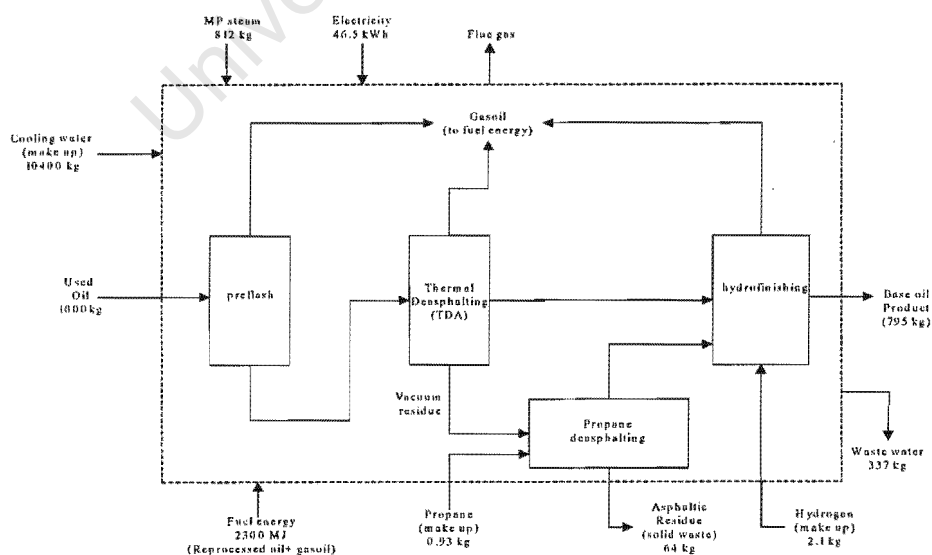 MP steam
812 kg
Electricity
46.5 kWh
Flue gas
Univ
Gasoil
(to fuel energy)
Cooling water
(make up)
10400 kg
Used
Oil
1000 kg
preflash
Thermal
Deasphalting
(TDA)
hydrofinishing
Base oil
Product
(795 kg)
Vacuum
residue
Propane
deasphalting
Waste water
337 kg
Fuel energy
2300 MJ
(Reprocessed oil+ gasoil)
Propane
(make up)
0.93 kg
Asphaltic
Residue
(solid waste)
64 kg
Hydrogen
(make up)
2.1 kg